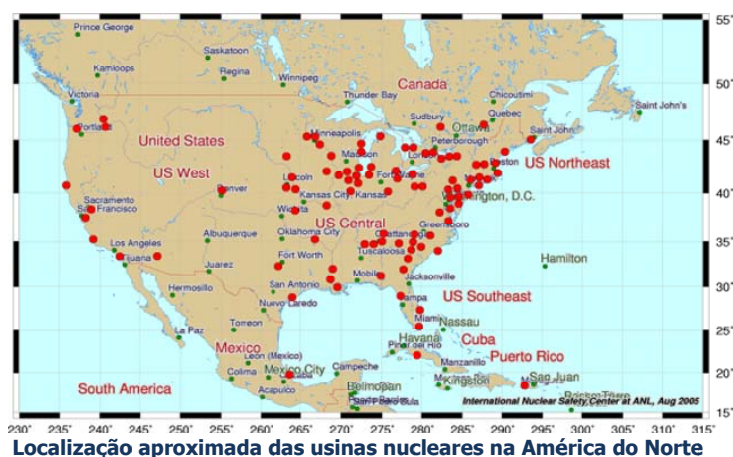 Prince George
55°
Saskatoon
Kamloops
Regina
Winnipeg
Canada
50°
Victoria
Thunder Bay
Chicoutimi
Sudbury
Quebec
Saint John's
Portland
Minneapolis
Ottawa
Saint John
45°
United States
Peterborough
Madison
US Northeast
US West
Fort Wayne
Boston
Denver
Lincoln
40°
Kansas City, Kansas
Washington, D.C.
Sacramento
San Francisco
Wichita
US Central
Greensboro
Albuquerque
Oklahoma City
Chattanooga
35°
Los Angeles
Tuscaloosa
Hamilton
Tijuana
Fort Worth
Juarez
Mobile
Jacksonville
30°
Hermosillo
San Antonio
US Southeast
Nuevo Laredo
Tampa
Miami
Nassau
La Paz
Torreon
Havana
Cuba
25°
Mexico
Pinar del Rio
Leon (Mexico)
Puerto Rico
Mexico City
Campeche
Manzanillo
20°
Colima
San Juan
South America
Acapulco
Belmopan
Kingston
San Pedro Sula
International Nuclear Safety Center at ANL, Aug 2005
15°
230° 235° 240° 245° 250° 255° 260° 265° 270° 275° 280° 285° 290° 295° 300° 305° 310° 315°
Localização aproximada das usinas nucleares na América do Norte